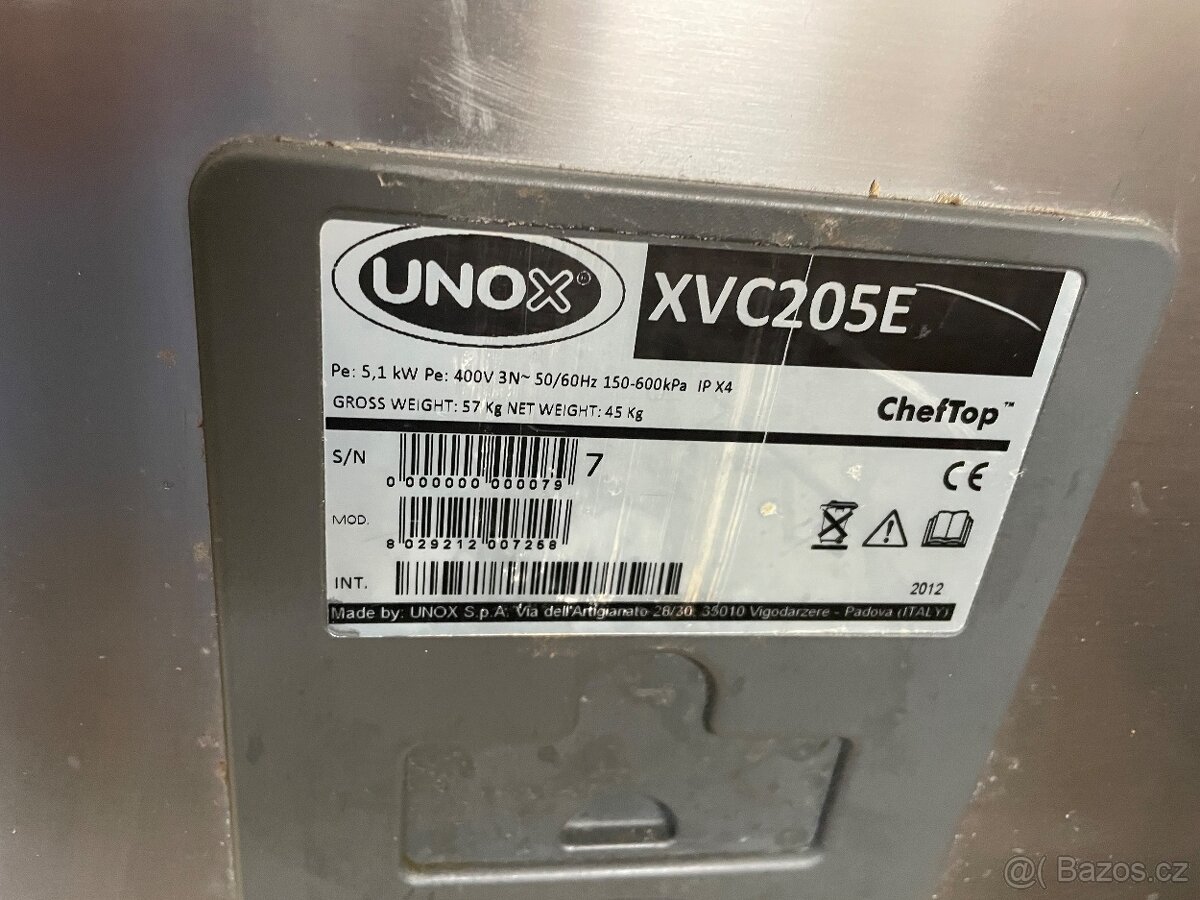 UNOX®
XVC205E
Pe: 5,1 kW Pe: 400V 3N~ 50/60Hz 150-600kPa IP X4
GROSS WEIGHT: 57 Kg NET WEIGHT: 45 Kg
ChefTop™
S/N
0 000000 000079
7
CE
MOD.
8 029212 007258
INT.
2012
Made by: UNOX S.p.A. Via dell'Artigianato 28/30 35010 Vigodarzere - Padova (ITALY)
@( Bazos.cz